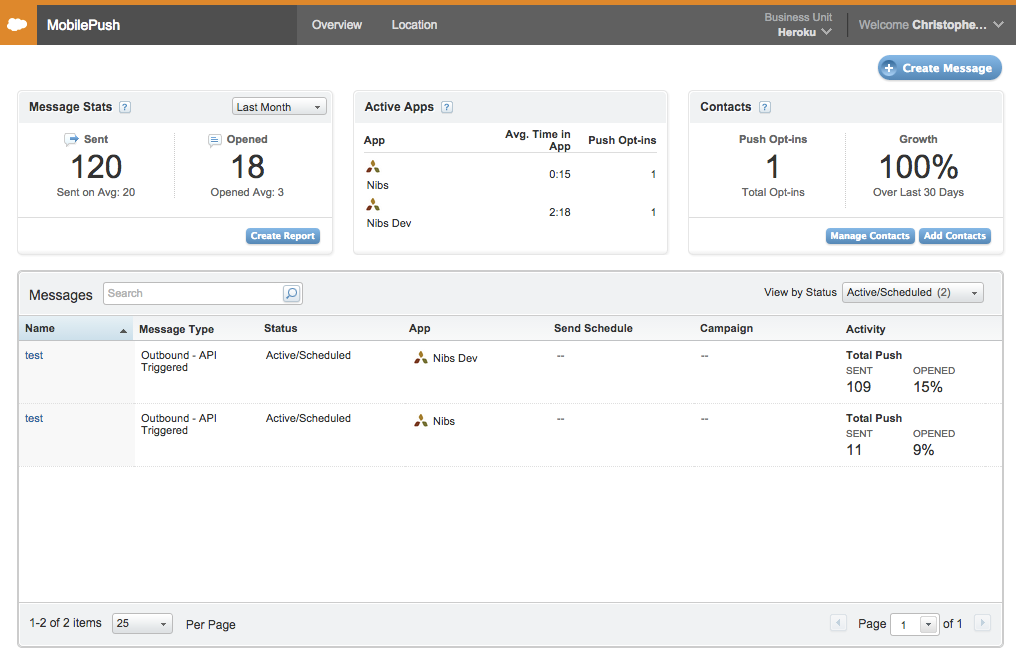 MobilePush
Overview
Location
Business Unit
Heroku
Welcome Christophe...
+ Create Message
Message Stats ?
Last Month
Sent
120
Sent on Avg: 20
Opened
18
Opened Avg: 3
Create Report
Active Apps ?
App
Avg. Time in
App
Push Opt-ins
Nibs
0:15
1
Nibs Dev
2:18
1
Contacts ?
Push Opt-ins
1
Total Opt-ins
Growth
100%
Over Last 30 Days
Manage Contacts
Add Contacts
Messages
Search
View by Status
Active/Scheduled (2)
Name
Message Type
Status
App
Send Schedule
Campaign
Activity
test
Outbound - API
Triggered
Active/Scheduled
Nibs Dev
--
--
Total Push
SENT
OPENED
109
15%
test
Outbound - API
Triggered
Active/Scheduled
Nibs
--
--
Total Push
SENT
OPENED
11
9%
1-2 of 2 items
25
Per Page
Page
1
of 1